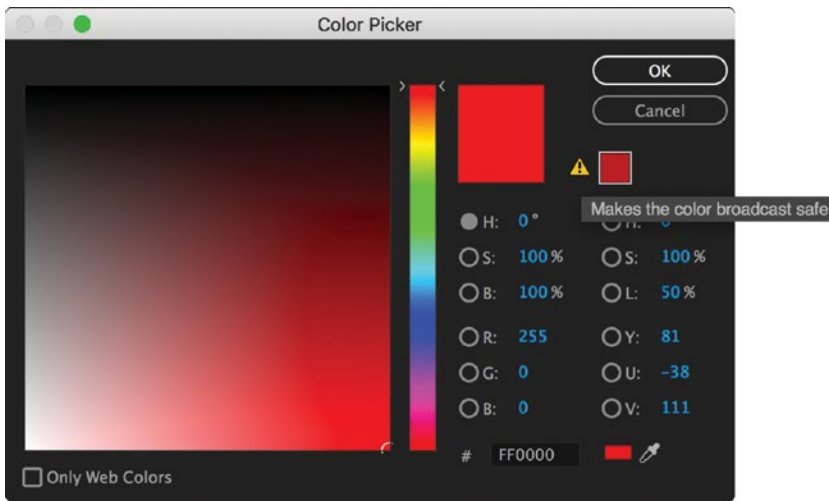 Color Picker
OK
Cancel
Makes the color broadcast safe
H: 0°
S: 100% S: 100%
B: 100% L: 50%
R: 255 Y: 81
G: 0 U: -38
B: 0 V: 111
# FF0000
Only Web Colors